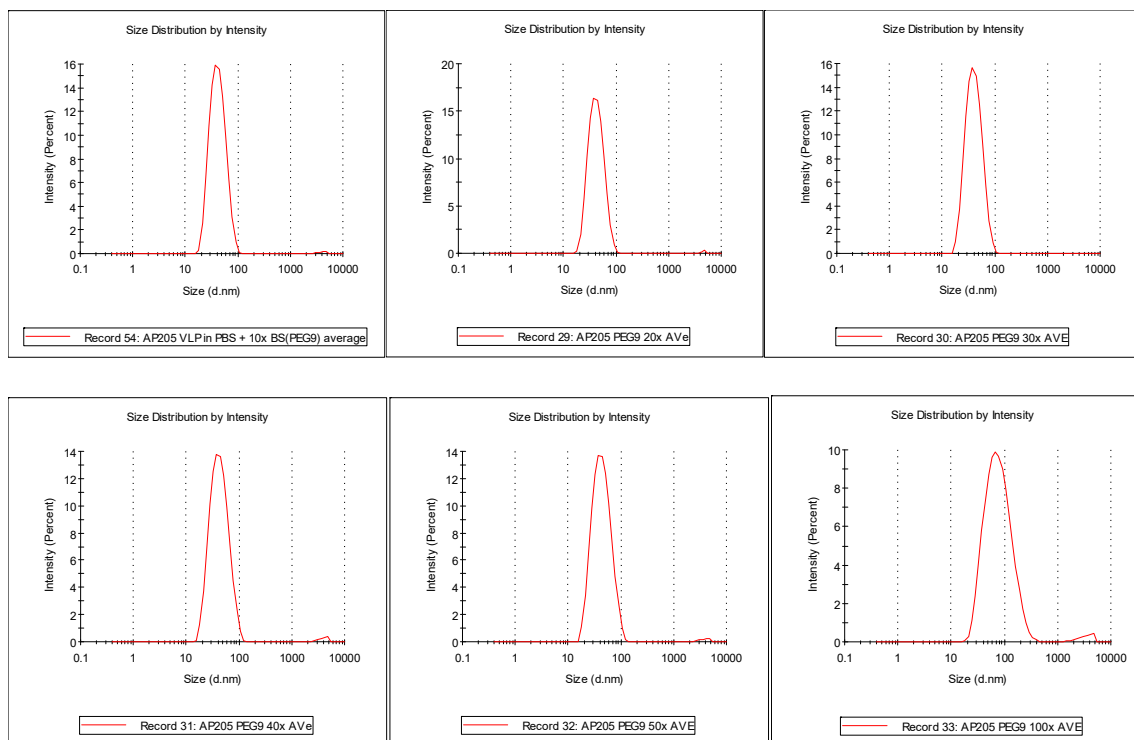 Size Distribution by Intensity
Intensity (Percent)
16
14
12
10
8
6
4
2
0
0.1 1 10 100 1000 10000
Size (d.nm)
Record 54: AP205 VLP in PBS + 10x BS(PEG9) average
Size Distribution by Intensity
Intensity (Percent)
20
15
10
5
0
0.1 1 10 100 1000 10000
Size (d.nm)
Record 29: AP205 PEG9 20x AVe
Size Distribution by Intensity
Intensity (Percent)
16
14
12
10
8
6
4
2
0
0.1 1 10 100 1000 10000
Size (d.nm)
Record 30: AP205 PEG9 30x AVE
Size Distribution by Intensity
Intensity (Percent)
14
12
10
8
6
4
2
0
0.1 1 10 100 1000 10000
Size (d.nm)
Record 31: AP205 PEG9 40x AVe
Size Distribution by Intensity
Intensity (Percent)
14
12
10
8
6
4
2
0
0.1 1 10 100 1000 10000
Size (d.nm)
Record 32: AP205 PEG9 50x AVE
Size Distribution by Intensity
Intensity (Percent)
10
8
6
4
2
0
0.1 1 10 100 1000 10000
Size (d.nm)
Record 33: AP205 PEG9 100x AVE